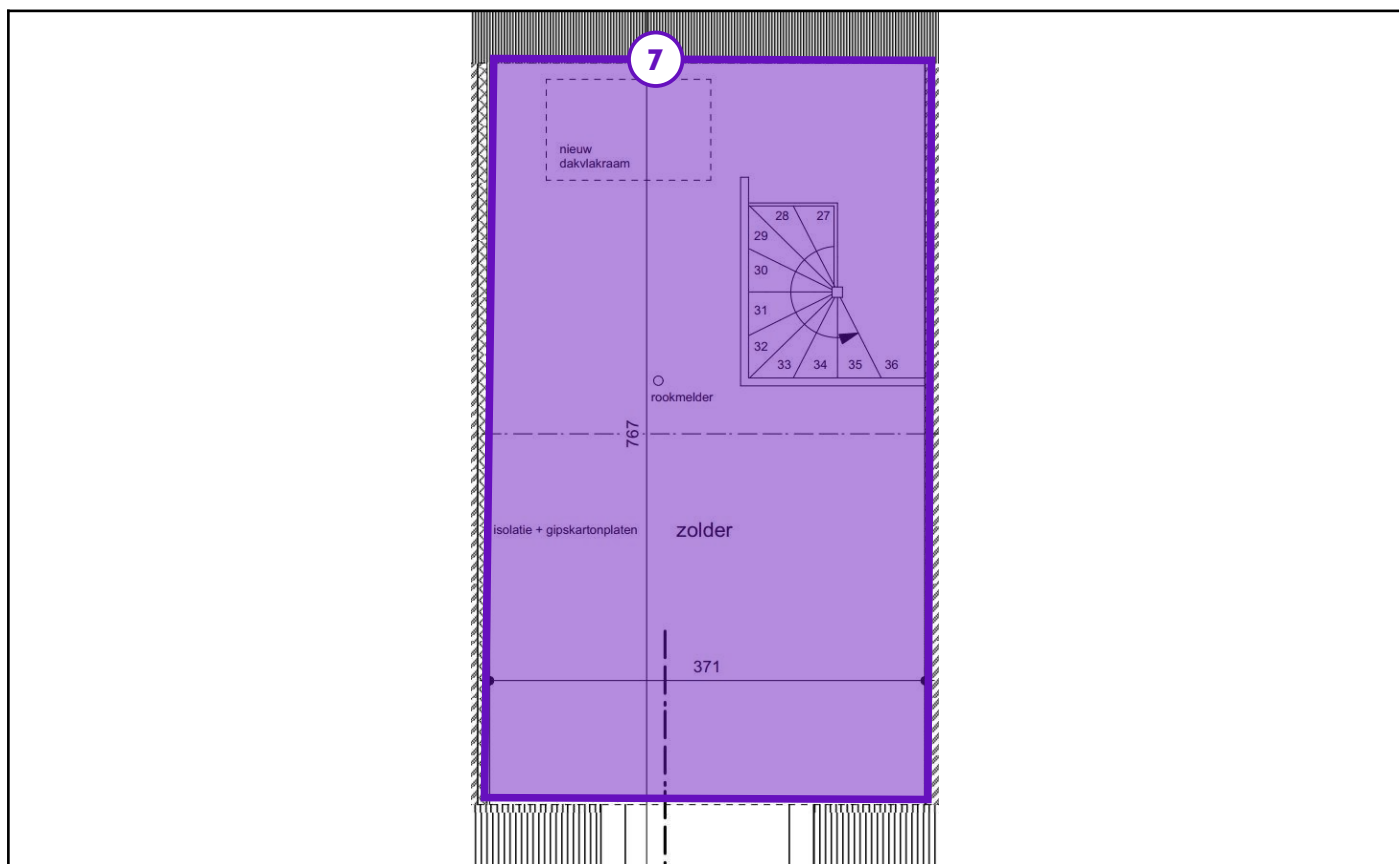 7
nieuw
dakvlakraam
28 27
29
30
31
32
33 34 35 36
rookmelder
767
isolatie + gipskartonplaten
zolder
371